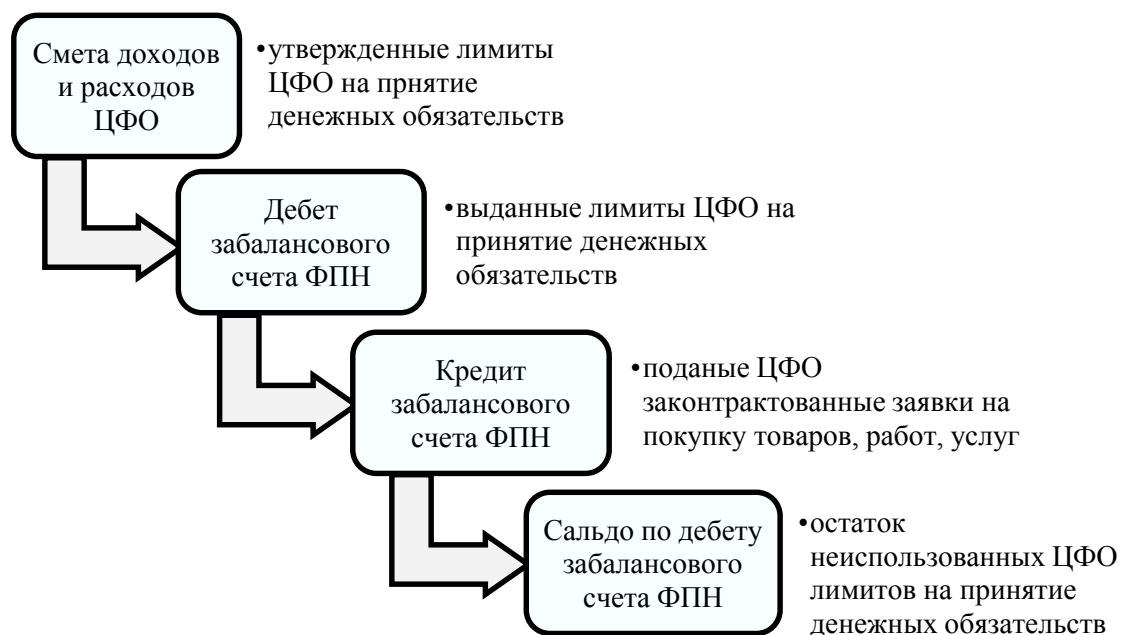 Смета доходов
и расходов
ЦФО
•утвержденные лимиты
ЦФО на прнятие
денежных обязательств
Дебет
забалансового
счета ФПН
•выданные лимиты ЦФО на
принятие денежных
обязательств
Кредит
забалансового
счета ФПН
•поданые ЦФО
законтрактованные заявки на
покупку товаров, работ, услуг
Сальдо по дебету
забалансового
счета ФПН
•остаток
неиспользованных ЦФО
лимитов на принятие
денежных обязательств